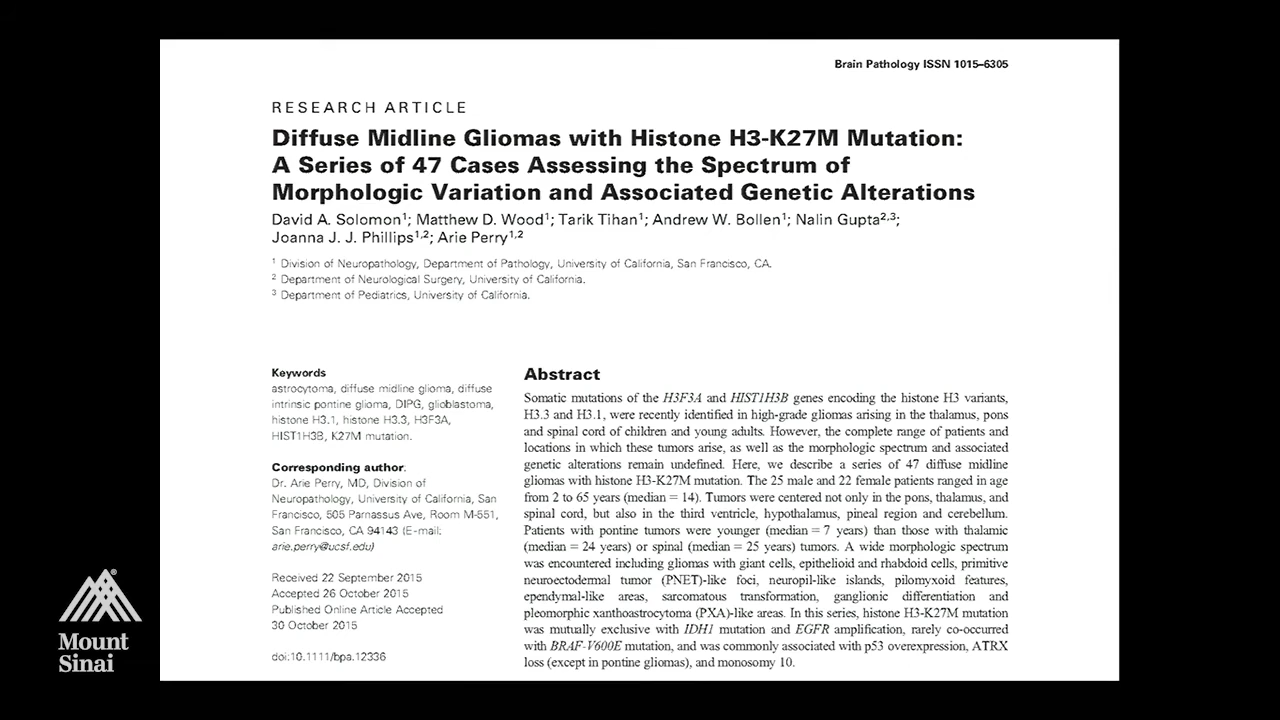 Brain Pathology ISSN 1015–6305
RESEARCH ARTICLE
Diffuse Midline Gliomas with Histone H3-K27M Mutation:
A Series of 47 Cases Assessing the Spectrum of
Morphologic Variation and Associated Genetic Alterations
David A. Solomon¹; Matthew D. Wood¹; Tarik Tihan¹; Andrew W. Bollen¹; Nalin Gupta²,³;
Joanna J. J. Phillips¹,²; Arie Perry¹,²
¹ Division of Neuropathology, Department of Pathology, University of California, San Francisco, CA.
² Department of Neurological Surgery, University of California.
³ Department of Pediatrics, University of California.
Keywords
astrocytoma, diffuse midline glioma, diffuse
intrinsic pontine glioma, DIPG, glioblastoma,
histone H3.1, histone H3.3, H3F3A,
HIST1H3B, K27M mutation.
Corresponding author.
Dr. Arie Perry, MD, Division of
Neuropathology, University of California, San
Francisco, 505 Parnassus Ave, Room M-551,
San Francisco, CA 94143 (E-mail:
arie.perry@ucsf.edu)
Received 22 September 2015
Accepted 26 October 2015
Published Online Article Accepted
30 October 2015
doi:10.1111/bpa.12336
Abstract
Somatic mutations of the H3F3A and HIST1H3B genes encoding the histone H3 variants,
H3.3 and H3.1, were recently identified in high-grade gliomas arising in the thalamus, pons
and spinal cord of children and young adults. However, the complete range of patients and
locations in which these tumors arise, as well as the morphologic spectrum and associated
genetic alterations remain undefined. Here, we describe a series of 47 diffuse midline
gliomas with histone H3-K27M mutation. The 25 male and 22 female patients ranged in age
from 2 to 65 years (median = 14). Tumors were centered not only in the pons, thalamus, and
spinal cord, but also in the third ventricle, hypothalamus, pineal region and cerebellum.
Patients with pontine tumors were younger (median = 7 years) than those with thalamic
(median = 24 years) or spinal (median = 25 years) tumors. A wide morphologic spectrum
was encountered including gliomas with giant cells, epithelioid and rhabdoid cells, primitive
neuroectodermal tumor (PNET)-like foci, neuropil-like islands, pilomyxoid features,
ependymal-like areas, sarcomatous transformation, ganglionic differentiation and
pleomorphic xanthoastrocytoma (PXA)-like areas. In this series, histone H3-K27M mutation
was mutually exclusive with IDH1 mutation and EGFR amplification, rarely co-occurred
with BRAF-V600E mutation, and was commonly associated with p53 overexpression, ATRX
loss (except in pontine gliomas), and monosomy 10.
®
Mount
Sinai